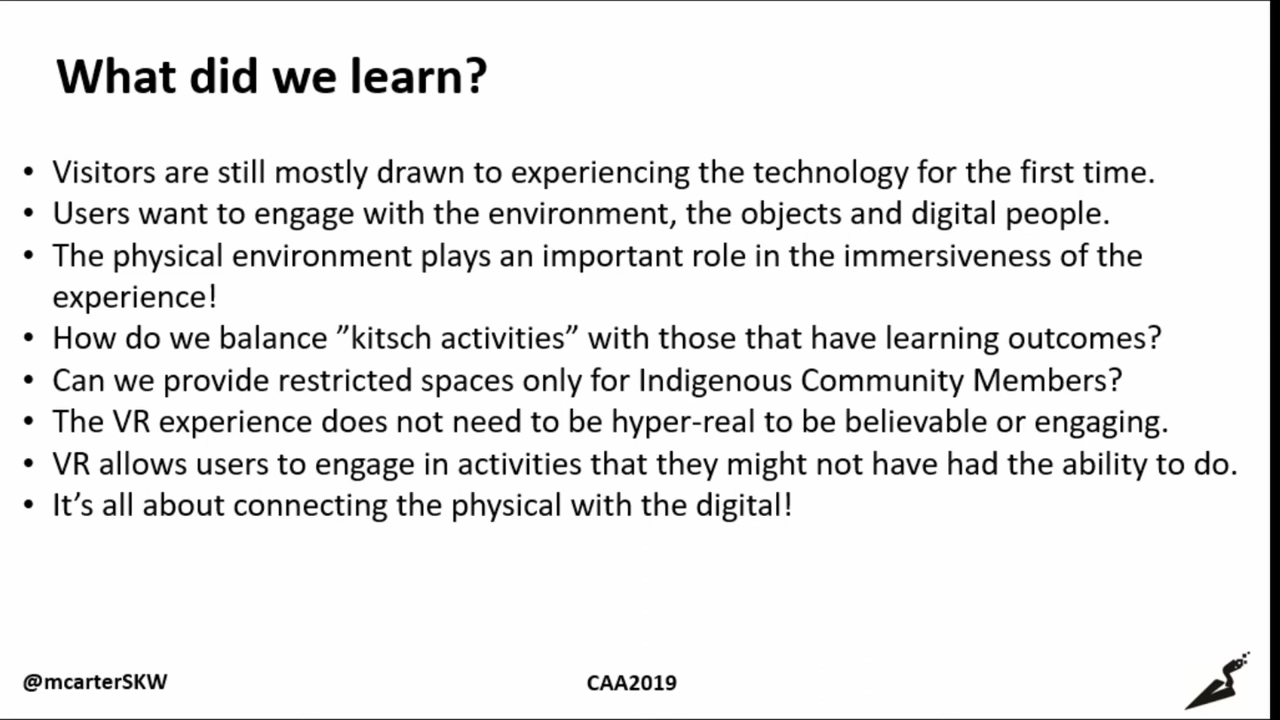 What did we learn?
• Visitors are still mostly drawn to experiencing the technology for the first time.
• Users want to engage with the environment, the objects and digital people.
• The physical environment plays an important role in the immersiveness of the
experience!
• How do we balance ”kitsch activities” with those that have learning outcomes?
• Can we provide restricted spaces only for Indigenous Community Members?
• The VR experience does not need to be hyper-real to be believable or engaging.
• VR allows users to engage in activities that they might not have had the ability to do.
• It’s all about connecting the physical with the digital!
@mcarterSKW
CAA2019